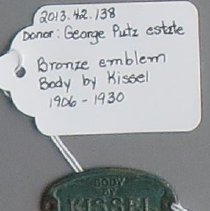 2013.42.138
Donor: George Putz estate
Bronze emblem
Body by Kissel
1906 - 1930
BODY
BY
KISSEL